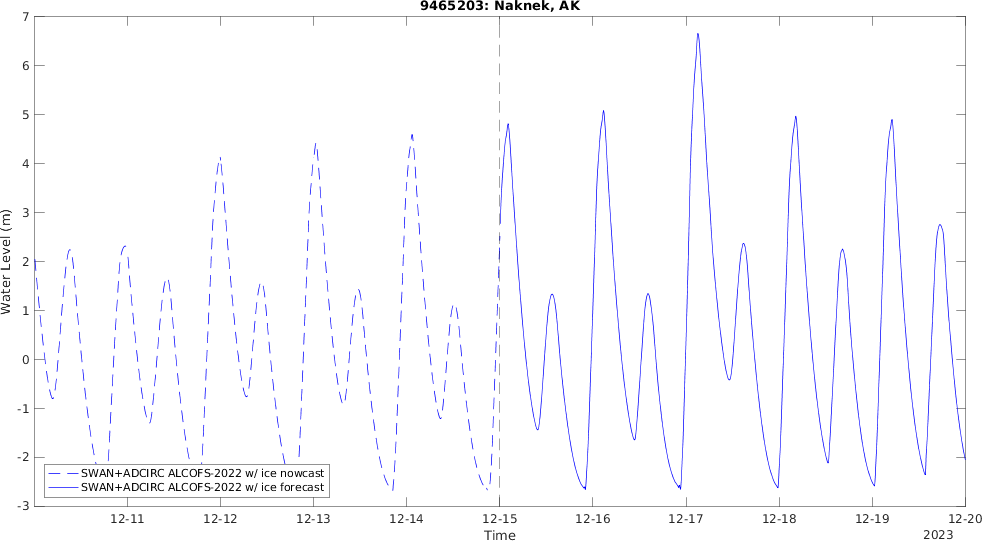 9465203: Naknek, AK
7
6
5
4
3
2
1
0
-1
-2
-3
Water Level (m)
SWAN+ADCIRC ALCOFS-2022 w/ ice nowcast
SWAN+ADCIRC ALCOFS-2022 w/ ice forecast
12-11 12-12 12-13 12-14 12-15 12-16 12-17 12-18 12-19 12-20
Time
2023